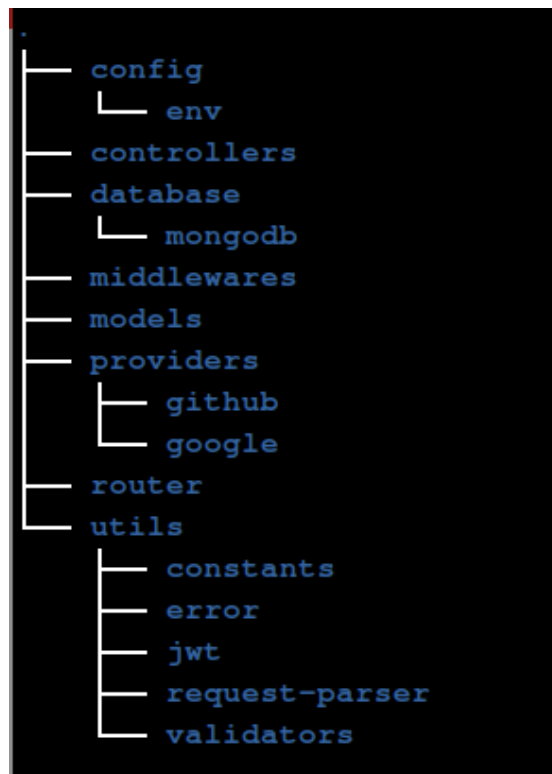 .
config
env
controllers
database
mongodb
middlewares
models
providers
github
google
router
utils
constants
error
jwt
request-parser
validators